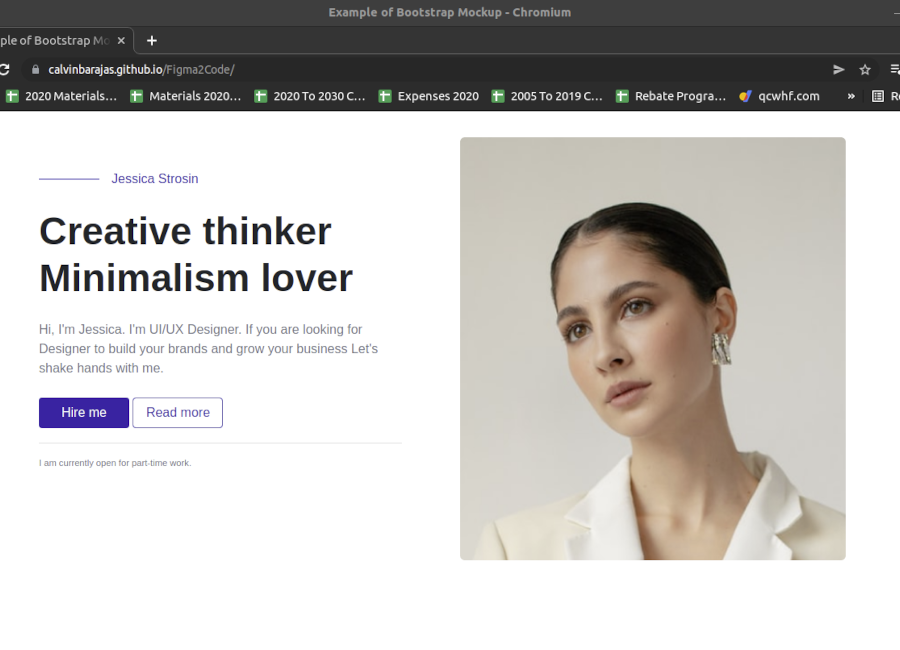 Example of Bootstrap Mockup - Chromium
ple of Bootstrap Mo
calvinbarajas.github.io/Figma2Code/
2020 Materials... Materials 2020... 2020 To 2030 C... Expenses 2020 2005 To 2019 C... Rebate Progra... qcwhf.com »
Jessica Strosin
Creative thinker
Minimalism lover
Hi, I'm Jessica. I'm UI/UX Designer. If you are looking for
Designer to build your brands and grow your business Let's
shake hands with me.
Hire me Read more
I am currently open for part-time work.